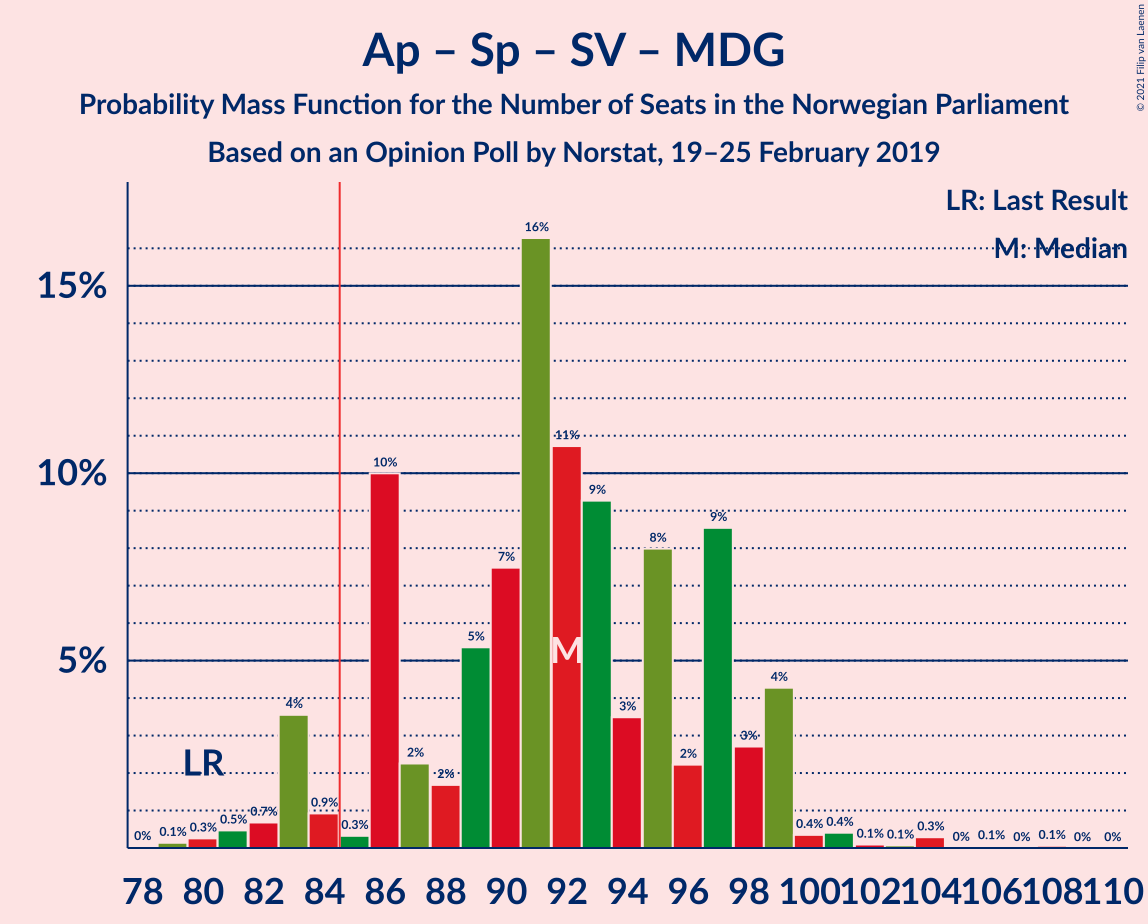 Ap – Sp – SV – MDG
Probability Mass Function for the Number of Seats in the Norwegian Parliament
Based on an Opinion Poll by Norstat, 19–25 February 2019
© 2021 Filip van Laenen
LR: Last Result
M: Median
15%
10%
5%
0% 0.1% 0.3% 0.5% 0.7% 4% 0.9% 0.3% 10% 2% 2% 5% 7% 16% 11% 9% 3% 8% 2% 9% 3% 4% 0.4% 0.4% 0.1% 0.1% 0.3% 0% 0.1% 0% 0.1% 0% 0%
LR
M
78 80 82 84 86 88 90 92 94 96 98 100 102 104 106 108 110